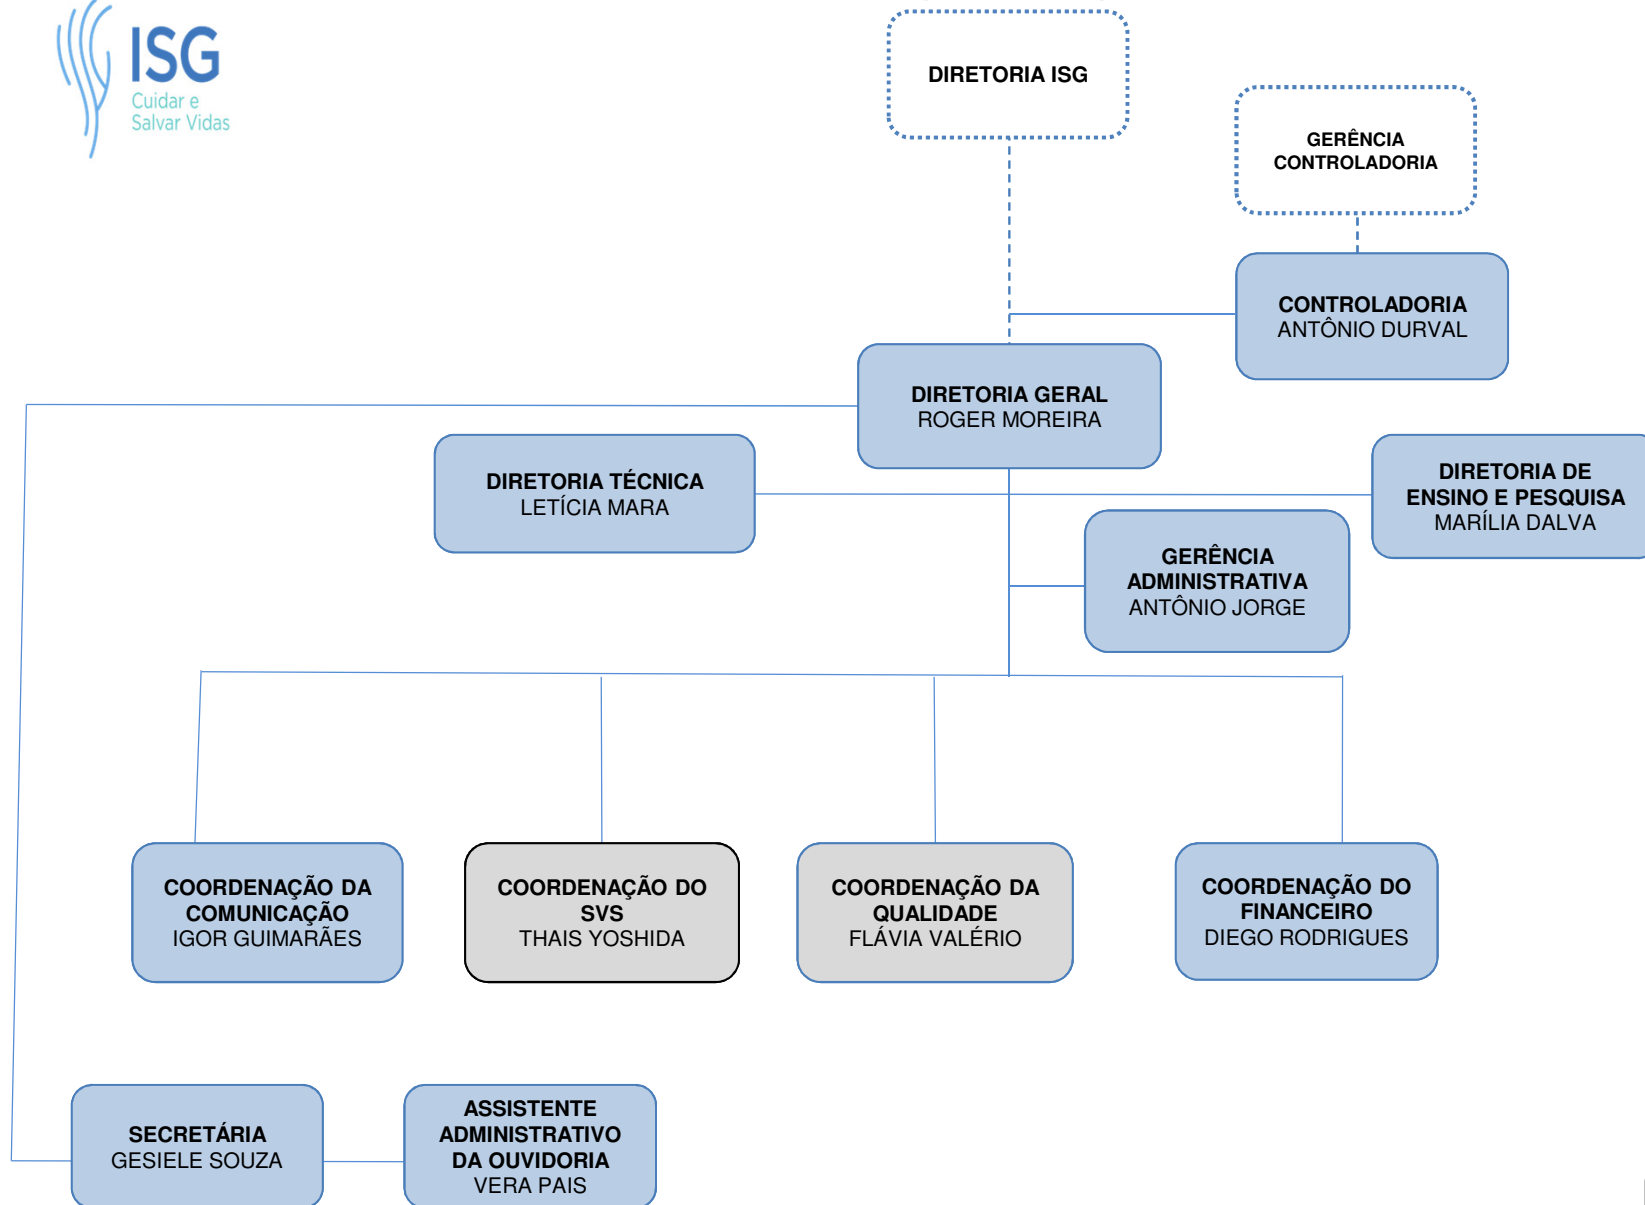 ISG
Cuidar e
Salvar Vidas
DIRETORIA ISG
GERÊNCIA
CONTROLADORIA
CONTROLADORIA
ANTÔNIO DURVAL
DIRETORIA GERAL
ROGER MOREIRA
DIRETORIA TÉCNICA
LETÍCIA MARA
DIRETORIA DE
ENSINO E PESQUISA
MARÍLIA DALVA
GERÊNCIA
ADMINISTRATIVA
ANTÔNIO JORGE
COORDENAÇÃO DA
COMUNICAÇÃO
IGOR GUIMARÃES
COORDENAÇÃO DO
SVS
THAIS YOSHIDA
COORDENAÇÃO DA
QUALIDADE
FLÁVIA VALÉRIO
COORDENAÇÃO DO
FINANCEIRO
DIEGO RODRIGUES
SECRETÁRIA
GESIELE SOUZA
ASSISTENTE
ADMINISTRATIVO
DA OUVIDORIA
VERA PAIS